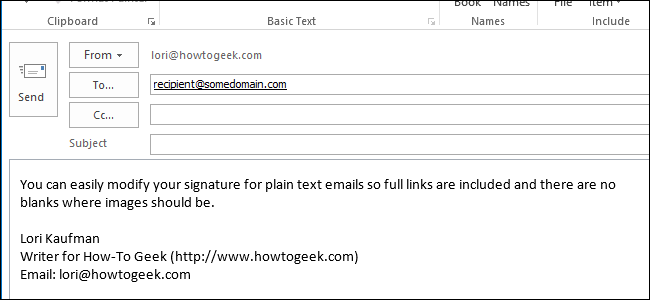 Format Painter
Book Names File Item
Clipboard Basic Text Names Include
From lori@howtogeek.com
To... recipient@somedomain.com
Send
Cc...
Subject
You can easily modify your signature for plain text emails so full links are included and there are no
blanks where images should be.
Lori Kaufman
Writer for How-To Geek (http://www.howtogeek.com)
Email: lori@howtogeek.com